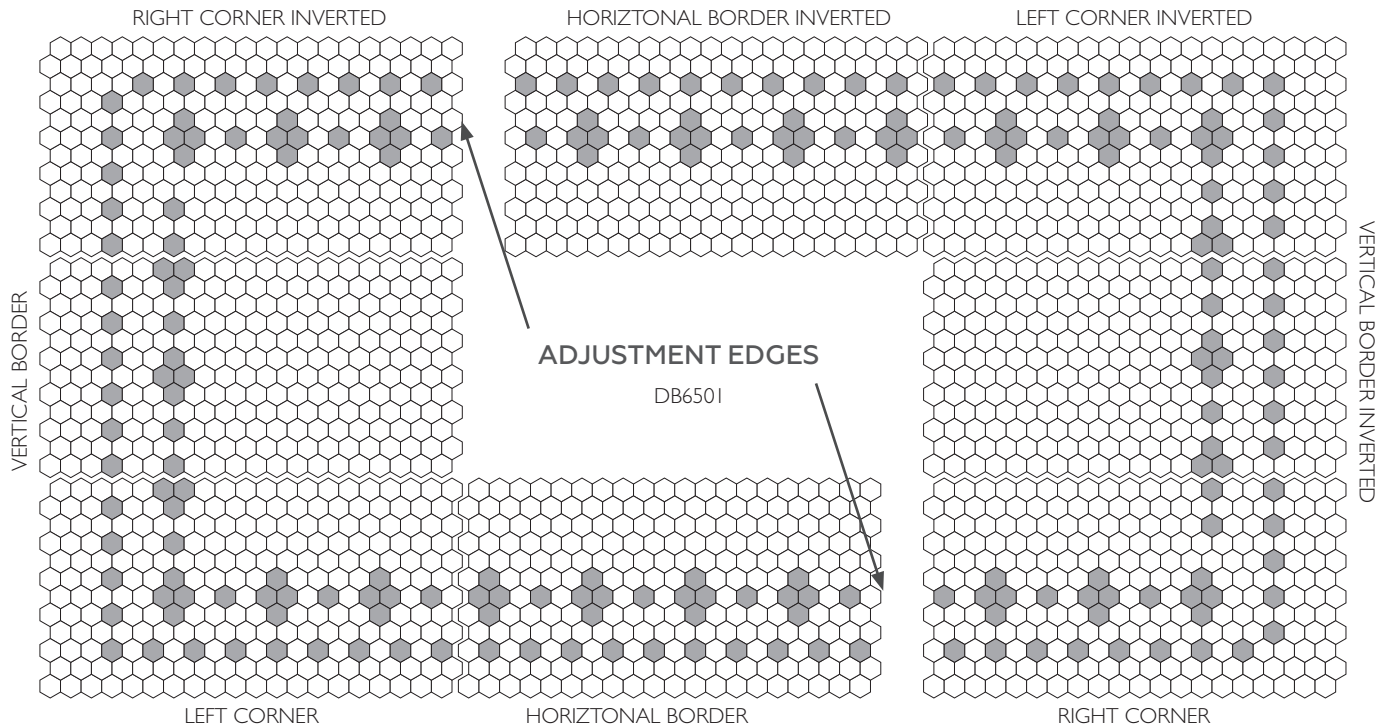 RIGHT CORNER INVERTED
HORIZTONAL BORDER INVERTED
LEFT CORNER INVERTED
VERTICAL BORDER
VERTICAL BORDER INVERTED
ADJUSTMENT EDGES
DB6501
LEFT CORNER
HORIZTONAL BORDER
RIGHT CORNER